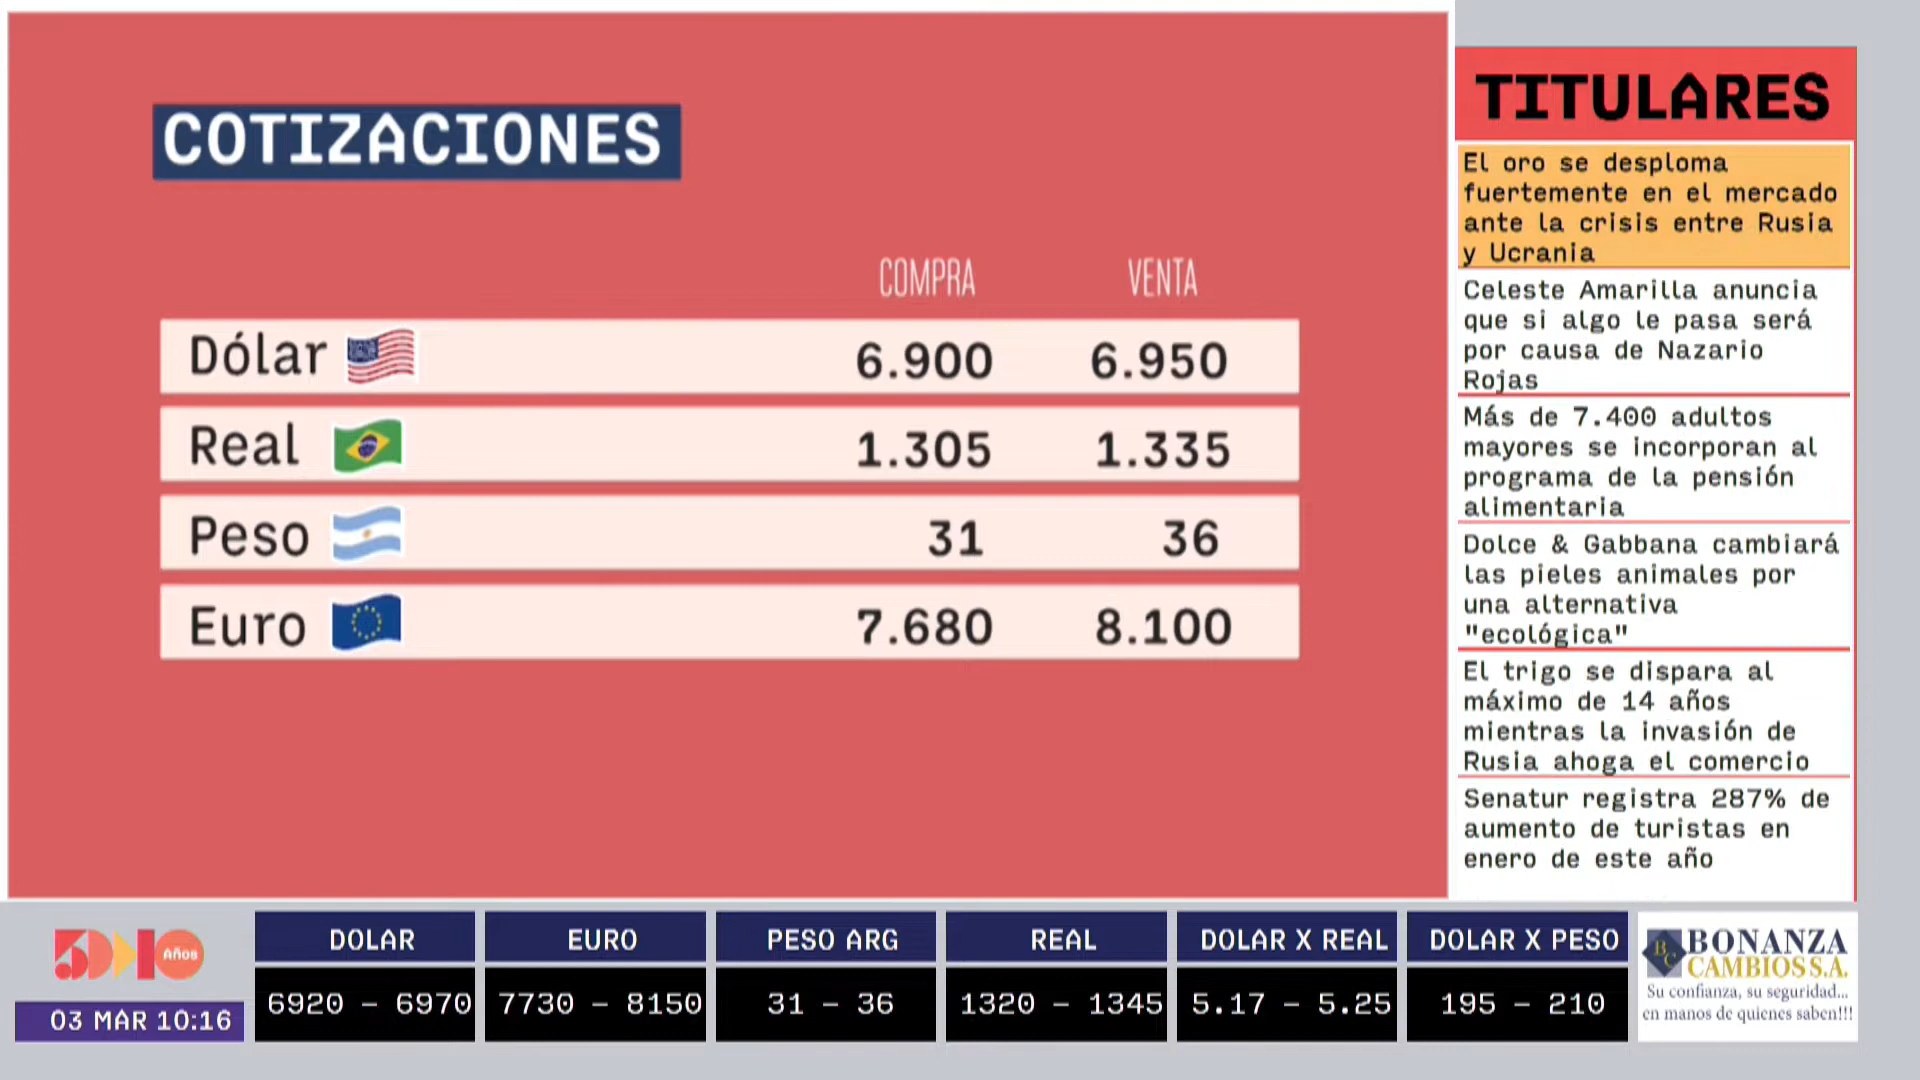 COTIZACIONES
COMPRA VENTA
Dólar 6.900 6.950
Real 1.305 1.335
Peso 31 36
Euro 7.680 8.100
TITULARES
El oro se desploma
fuertemente en el mercado
ante la crisis entre Rusia
y Ucrania
Celeste Amarilla anuncia
que si algo le pasa será
por causa de Nazario
Rojas
Más de 7.400 adultos
mayores se incorporan al
programa de la pensión
alimentaria
Dolce & Gabbana cambiará
las pieles animales por
una alternativa
"ecológica"
El trigo se dispara al
máximo de 14 años
mientras la invasión de
Rusia ahoga el comercio
Senatur registra 287% de
aumento de turistas en
enero de este año
Años
03 MAR 10:16
DOLAR EURO PESO ARG REAL DOLAR X REAL DOLAR X PESO
6920 - 6970 7730 - 8150 31 - 36 1320 - 1345 5.17 - 5.25 195 - 210
BC
BONANZA
CAMBIOS S.A.
Su confianza, su seguridad...
en manos de quienes saben!!!